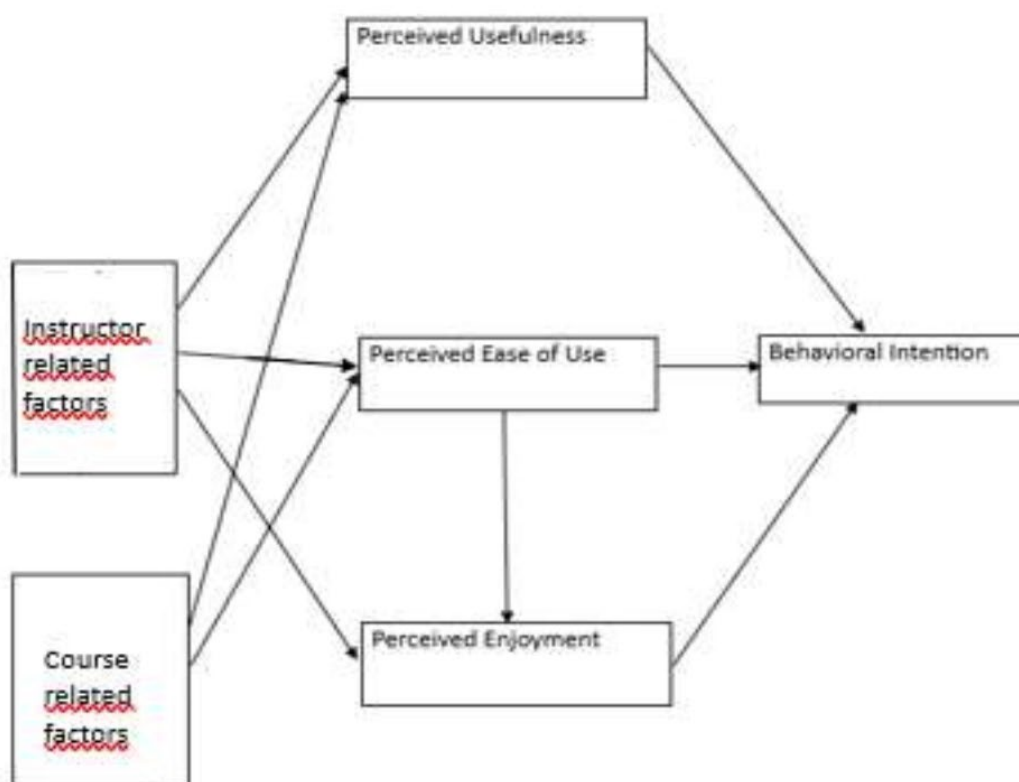 Perceived Usefulness
Instructor
related
factors
Perceived Ease of Use
Behavioral Intention
Perceived Enjoyment
Course
related
factors